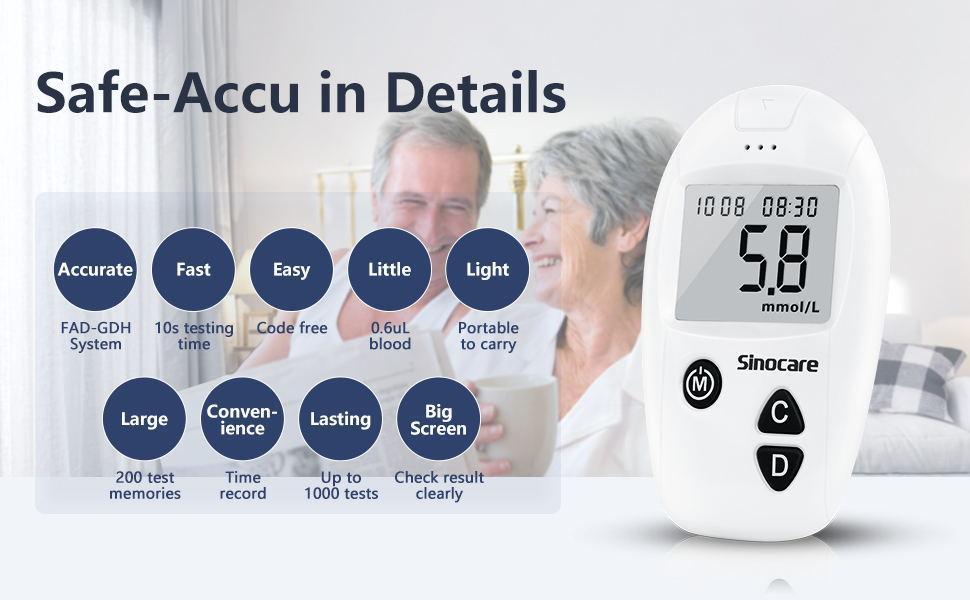 Safe-Accu in Details
Accurate
FAD-GDH
System
Fast
10s testing
time
Easy
Code free
Little
0.6uL
blood
Light
Portable
to carry
Large
200 test
memories
Conven-
ience
Time
record
Lasting
Up to
1000 tests
Big
Screen
Check result
clearly
1008 08:30
5.8
mmol/L
Sinocare
M
C
D